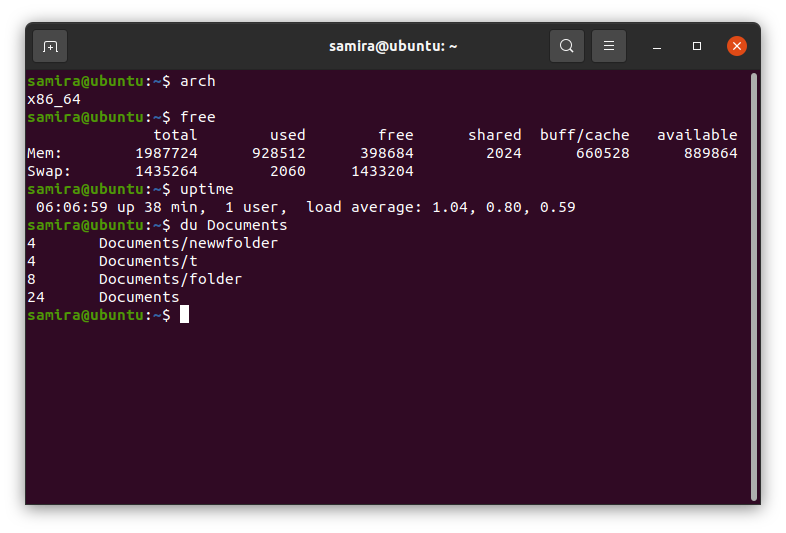 samira@ubuntu: ~
samira@ubuntu:~$ arch
x86_64
samira@ubuntu:~$ free
              total        used        free      shared  buff/cache   available
Mem:        1987724      928512      398684        2024      660528      889864
Swap:       1435264        2060     1433204
samira@ubuntu:~$ uptime
 06:06:59 up 38 min,  1 user,  load average: 1.04, 0.80, 0.59
samira@ubuntu:~$ du Documents
4       Documents/newwfolder
4       Documents/t
8       Documents/folder
24      Documents
samira@ubuntu:~$